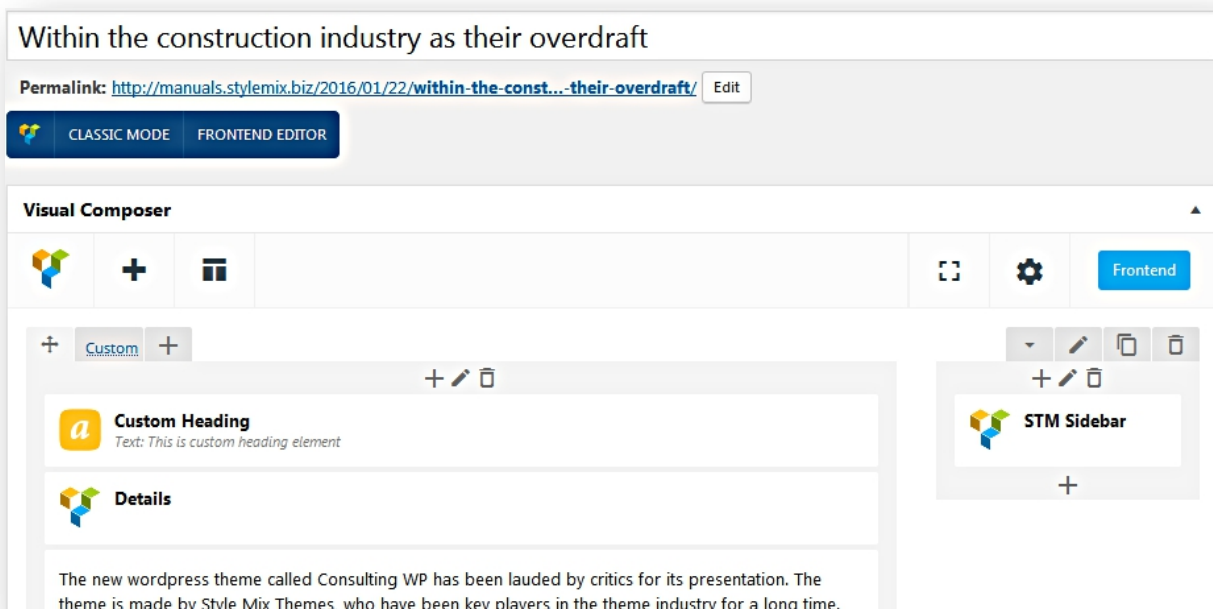 Within the construction industry as their overdraft
Permalink: http://manuals.stylemix.biz/2016/01/22/within-the-const...-their-overdraft/ Edit
CLASSIC MODE FRONTEND EDITOR
Visual Composer
Frontend
Custom
Custom Heading
Text: This is custom heading element
STM Sidebar
Details
The new wordpress theme called Consulting WP has been lauded by critics for its presentation. The
theme is made by Style Mix Themes, who have been key players in the theme industry for a long time.